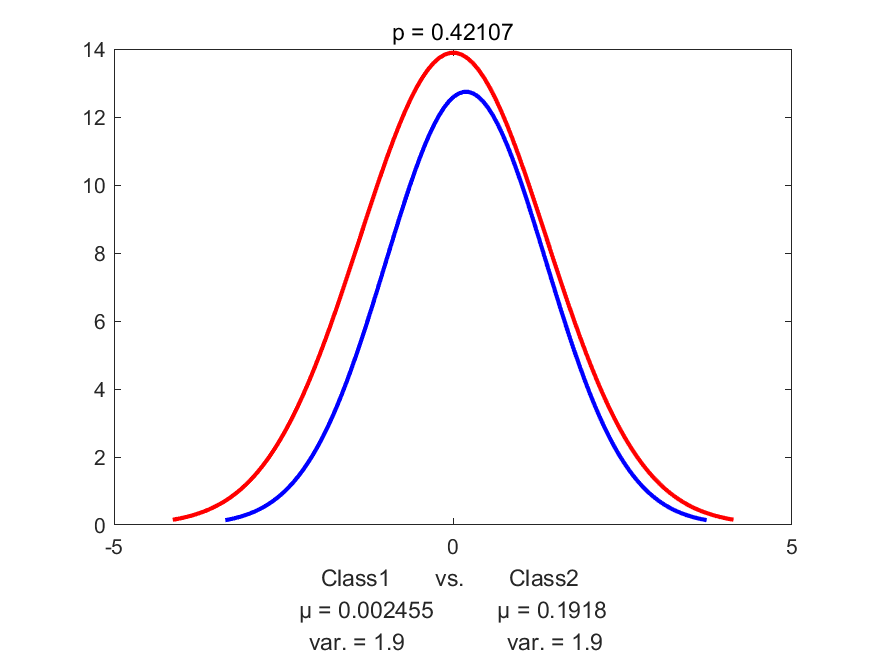 p = 0.42107
14
12
10
8
6
4
2
0
-5 0 5
Class1 vs. Class2
μ = 0.002455 μ = 0.1918
var. = 1.9 var. = 1.9